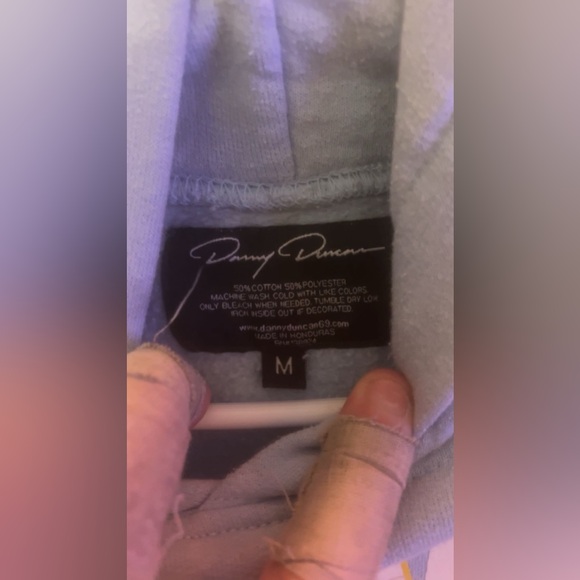 Danny Duncan
50% COTTON 50% POLYESTER
MACHINE WASH COLD WITH LIKE COLORS
ONLY BLEACH WHEN NEEDED. TUMBLE DRY LOW.
INSIDE OUT IF DECORATED.
www.dannyduncan69.com
MADE IN HONDURAS
M